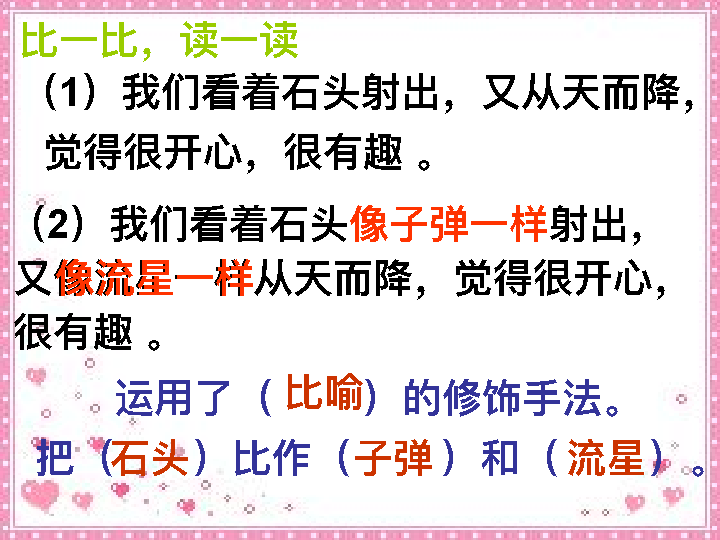 比一比，读一读
（1）我们看着石头射出，又从天而降，
觉得很开心，很有趣 。
（2）我们看着石头像子弹一样射出，
又像流星一样从天而降，觉得很开心，
很有趣 。
运用了（ 比喻）的修饰手法。
把（石头）比作（子弹 ）和（ 流星） 。